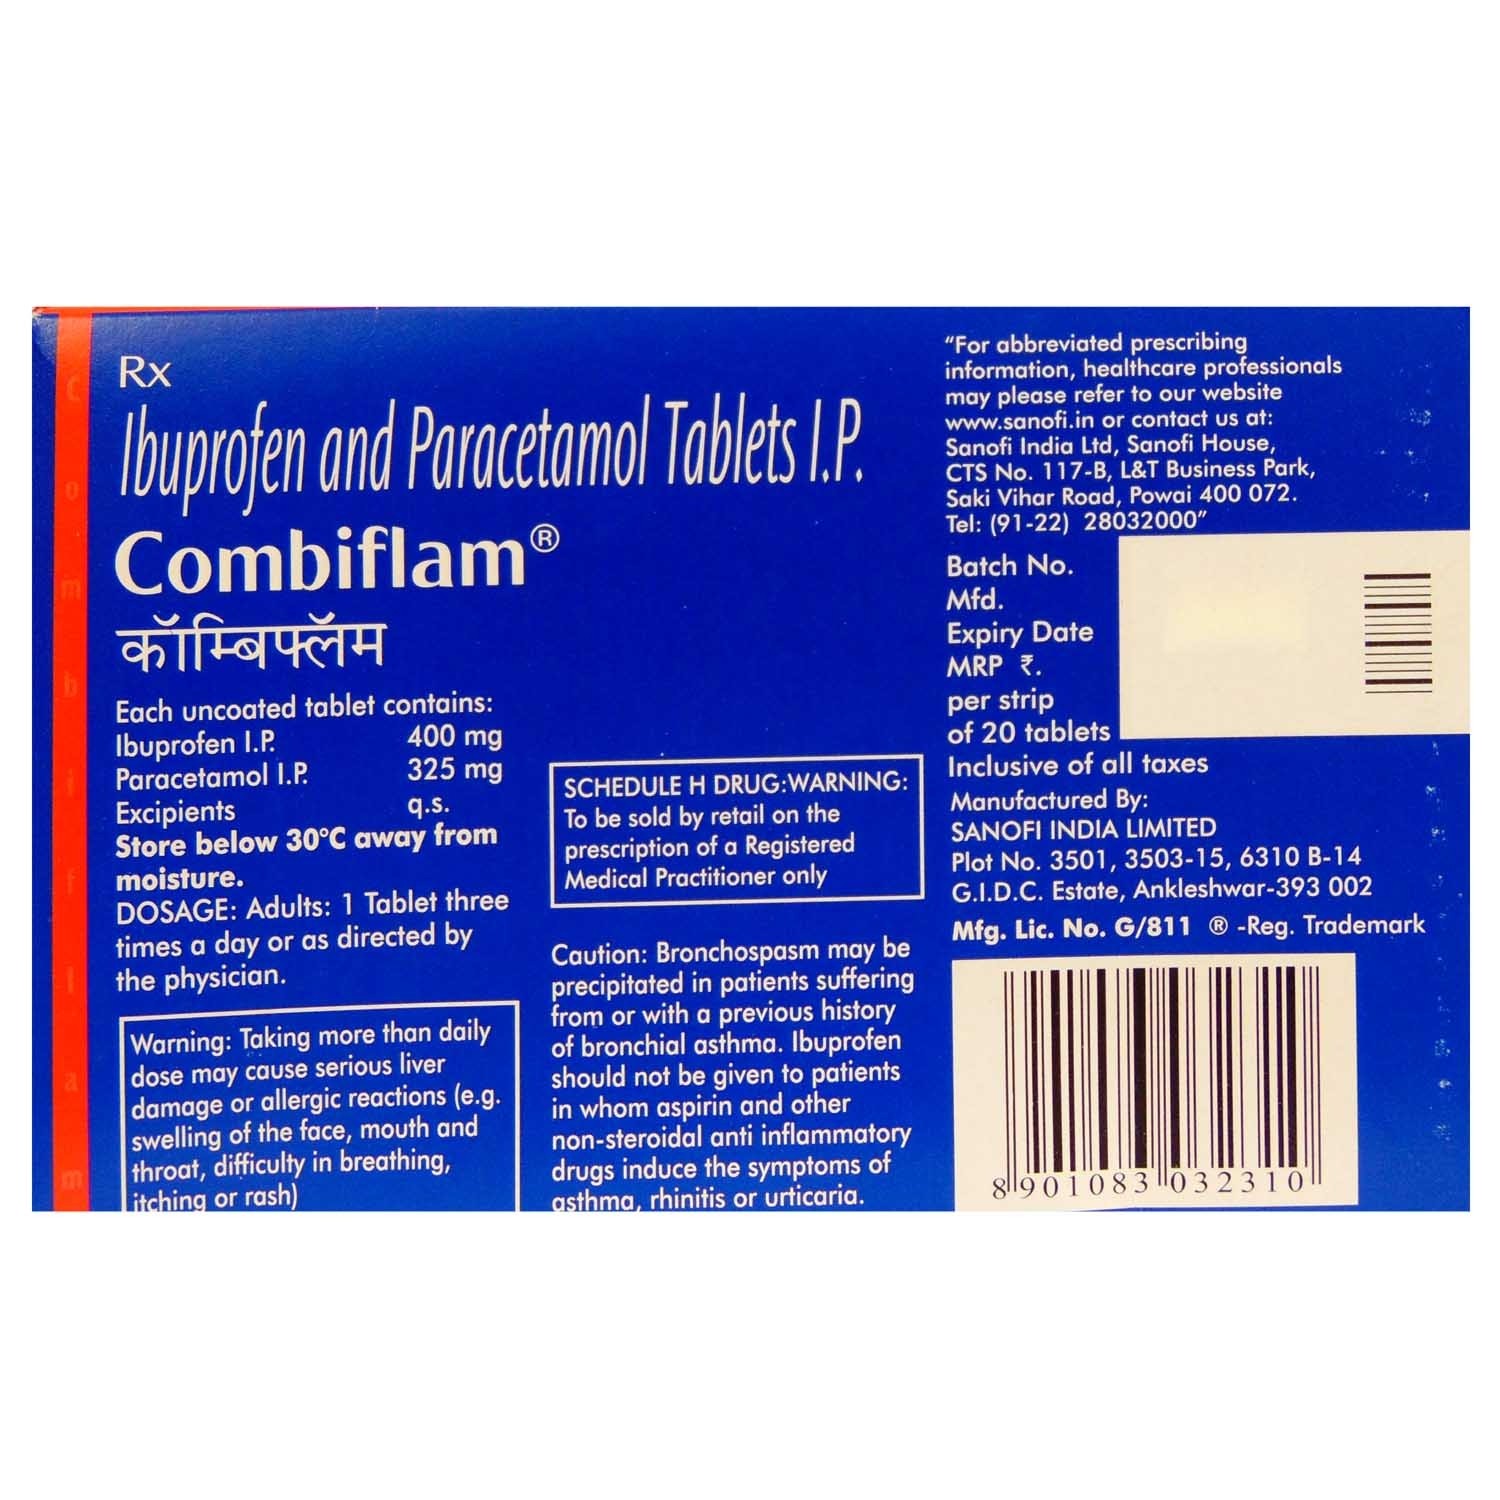 Rx
Ibuprofen and Paracetamol Tablets I.P.
Combiflam®
कॉम्बिफ्लॅम
Each uncoated tablet contains:
Ibuprofen I.P. 400 mg
Paracetamol I.P. 325 mg
Excipients q.s.
Store below 30°C away from
moisture.
DOSAGE: Adults: 1 Tablet three
times a day or as directed by
the physician.
Warning: Taking more than daily
dose may cause serious liver
damage or allergic reactions (e.g.
swelling of the face, mouth and
throat, difficulty in breathing,
itching or rash)
SCHEDULE H DRUG:WARNING:
To be sold by retail on the
prescription of a Registered
Medical Practitioner only
Caution: Bronchospasm may be
precipitated in patients suffering
from or with a previous history
of bronchial asthma. Ibuprofen
should not be given to patients
in whom aspirin and other
non-steroidal anti inflammatory
drugs induce the symptoms of
asthma, rhinitis or urticaria.
"For abbreviated prescribing
information, healthcare professionals
may please refer to our website
www.sanofi.in or contact us at:
Sanofi India Ltd, Sanofi House,
CTS No. 117-B, L&T Business Park,
Saki Vihar Road, Powai 400 072.
Tel: (91-22) 28032000"
Batch No.
Mfd.
Expiry Date
MRP ₹.
per strip
of 20 tablets
Inclusive of all taxes
Manufactured By:
SANOFI INDIA LIMITED
Plot No. 3501, 3503-15, 6310 B-14
G.I.D.C. Estate, Ankleshwar-393 002
Mfg. Lic. No. G/811 ® -Reg. Trademark
8 901083 032310
Combiflam